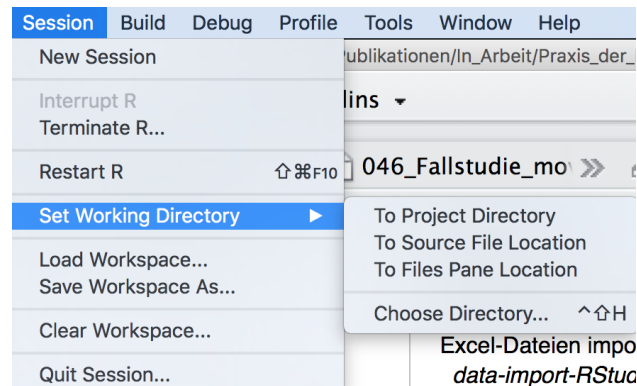 Session Build Debug Profile Tools Window Help
New Session
Publikationen/In_Arbeit/Praxis_der_
Interrupt R
lins
Terminate R...
Restart R ⇧⌘F10
046_Fallstudie_mo
Set Working Directory ▶
To Project Directory
To Source File Location
To Files Pane Location
Choose Directory... ^⇧H
Load Workspace...
Save Workspace As...
Clear Workspace...
Quit Session...
Excel-Dateien impo
data-import-RStud